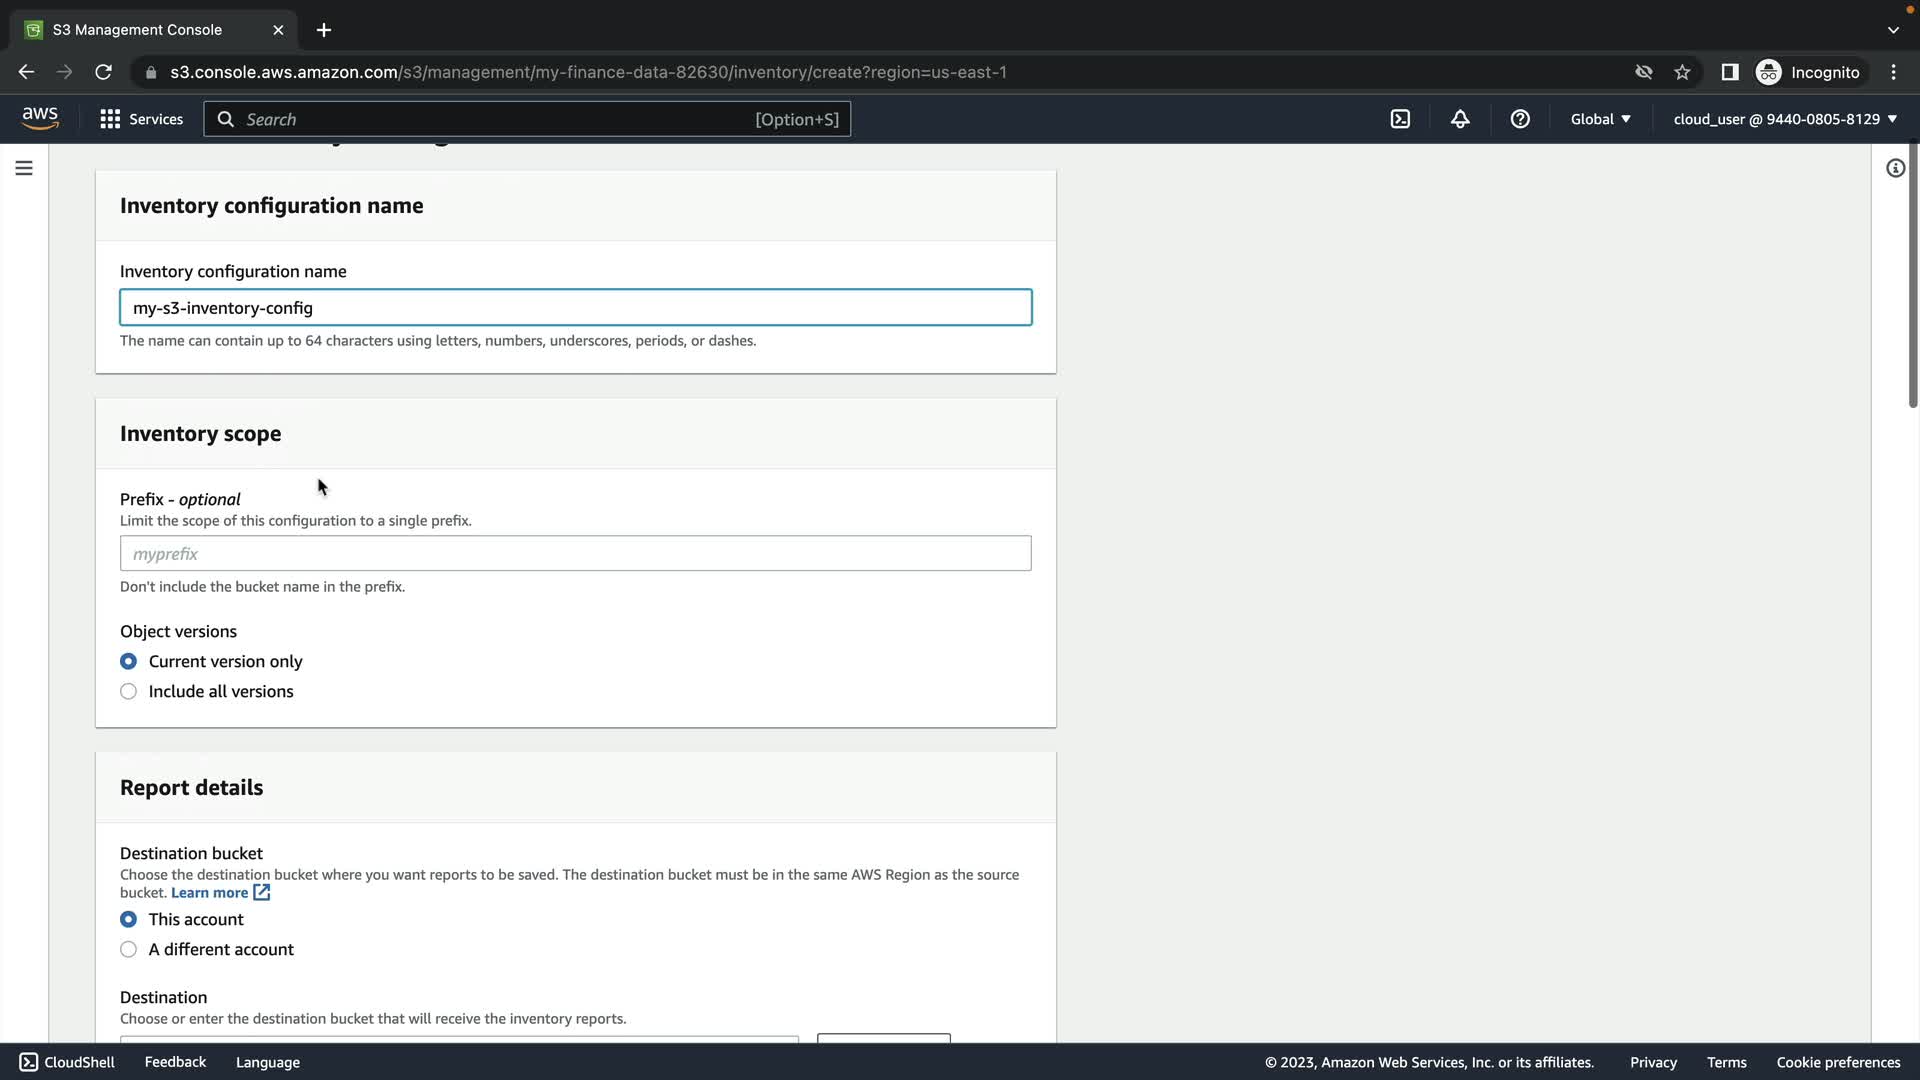 S3 Management Console
s3.console.aws.amazon.com/s3/management/my-finance-data-82630/inventory/create?region=us-east-1
Incognito
aws
Services
Search
[Option+S]
Global
cloud_user @ 9440-0805-8129
Inventory configuration name
Inventory configuration name
my-s3-inventory-config
The name can contain up to 64 characters using letters, numbers, underscores, periods, or dashes.
Inventory scope
Prefix - optional
Limit the scope of this configuration to a single prefix.
myprefix
Don't include the bucket name in the prefix.
Object versions
Current version only
Include all versions
Report details
Destination bucket
Choose the destination bucket where you want reports to be saved. The destination bucket must be in the same AWS Region as the source
bucket. Learn more
This account
A different account
Destination
Choose or enter the destination bucket that will receive the inventory reports.
CloudShell
Feedback
Language
© 2023, Amazon Web Services, Inc. or its affiliates.
Privacy
Terms
Cookie preferences